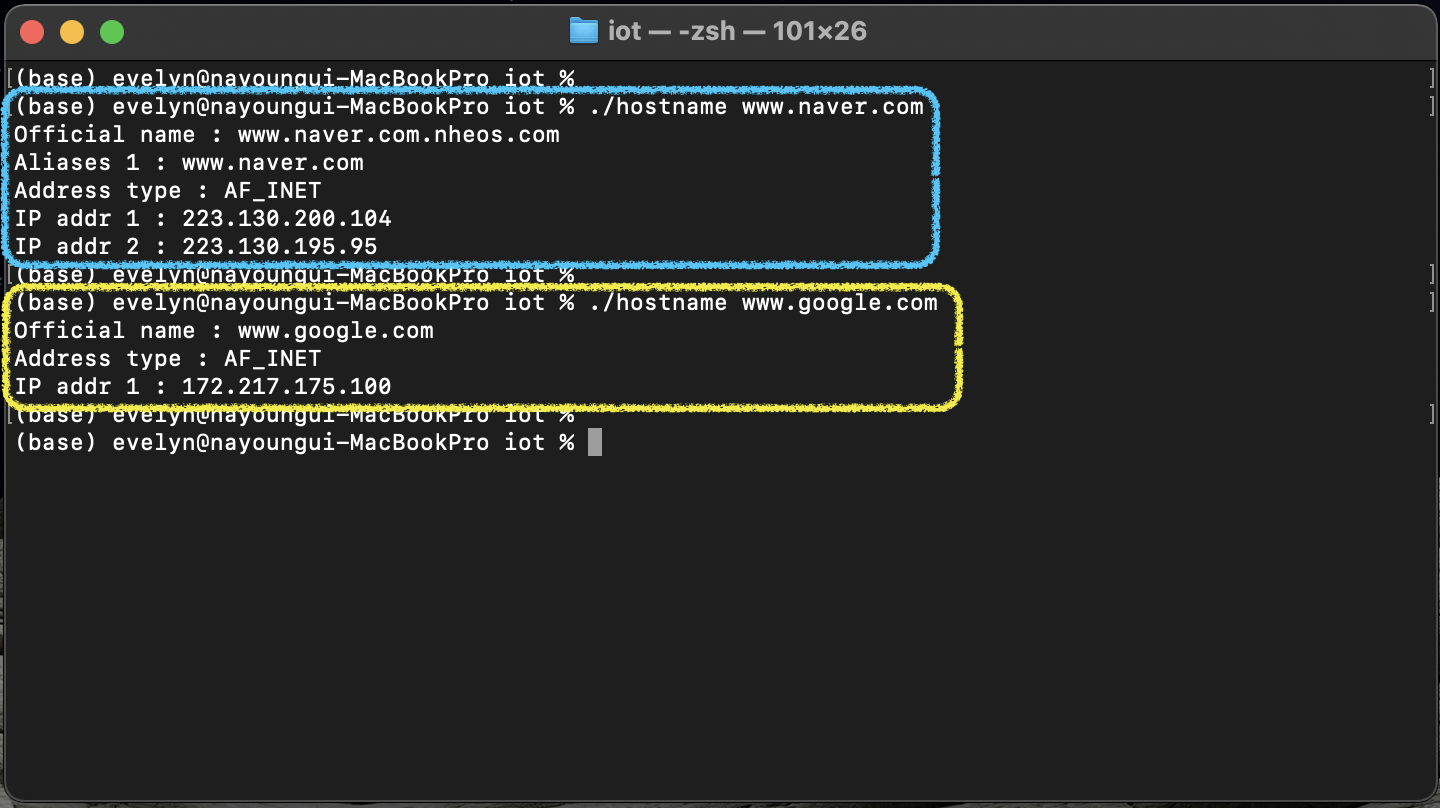 iot — -zsh — 101×26
[(base) evelyn@nayoungui-MacBookPro iot % ]
[(base) evelyn@nayoungui-MacBookPro iot % ./hostname www.naver.com ]
Official name : www.naver.com.nheos.com
Aliases 1 : www.naver.com
Address type : AF_INET
IP addr 1 : 223.130.200.104
IP addr 2 : 223.130.195.95
[(base) evelyn@nayoungui-MacBookPro iot % ]
[(base) evelyn@nayoungui-MacBookPro iot % ./hostname www.google.com ]
Official name : www.google.com
Address type : AF_INET
IP addr 1 : 172.217.175.100
[(base) evelyn@nayoungui-MacBookPro iot % ]
(base) evelyn@nayoungui-MacBookPro iot %